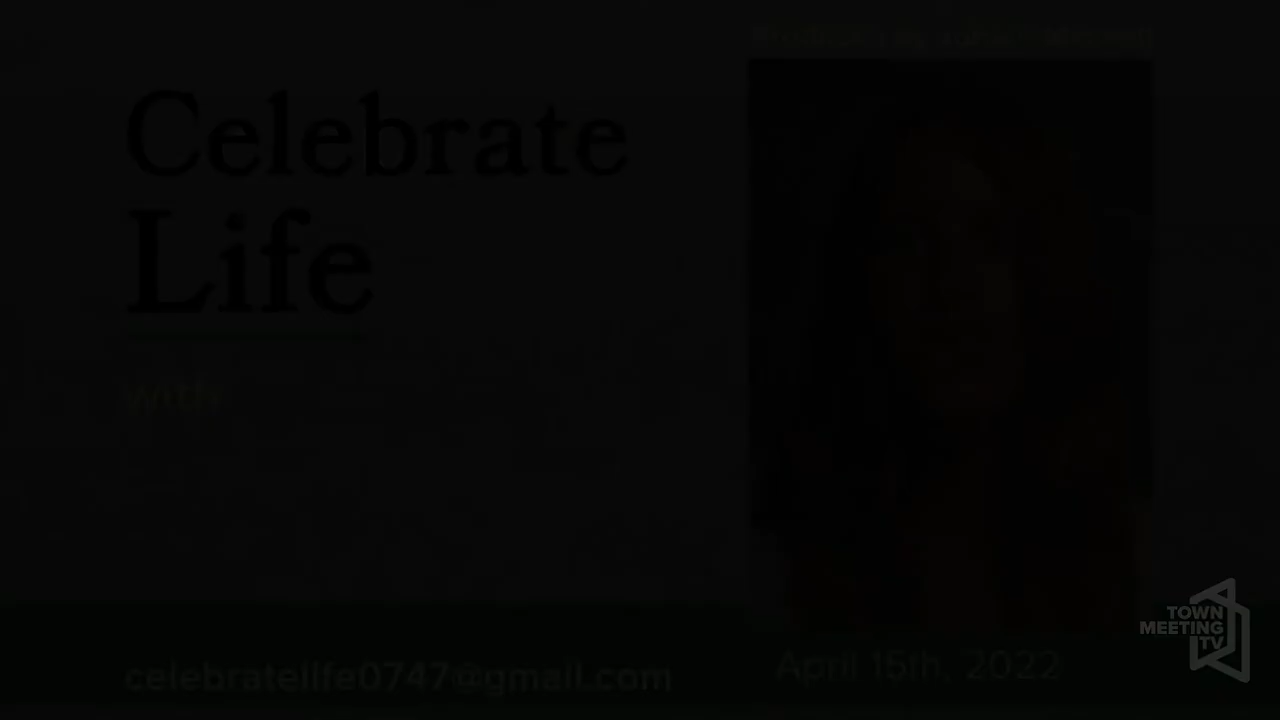 Celebrate
Life
with
celebratelife0747@gmail.com
April 15th, 2022
TOWN
MEETING
TV